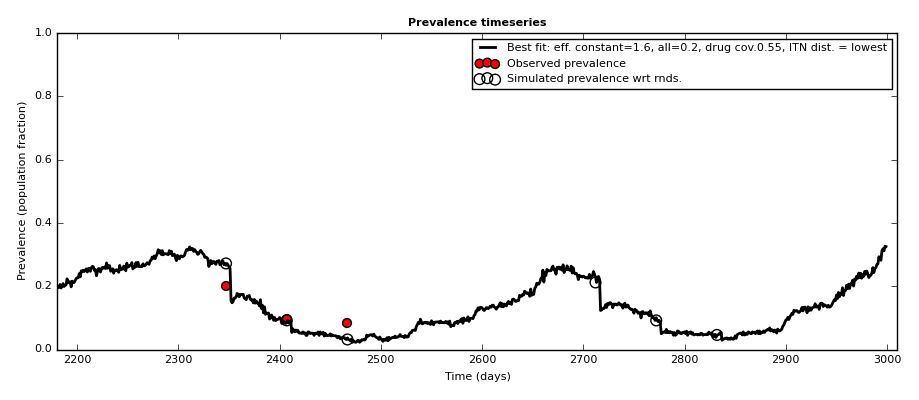 Prevalence timeseries
1.0
0.8
0.6
0.4
0.2
0.0
Prevalence (population fraction)
Best fit: eff. constant=1.6, all=0.2, drug cov.0.55, ITN dist. = lowest
Observed prevalence
Simulated prevalence wrt rnds.
2200 2300 2400 2500 2600 2700 2800 2900 3000
Time (days)